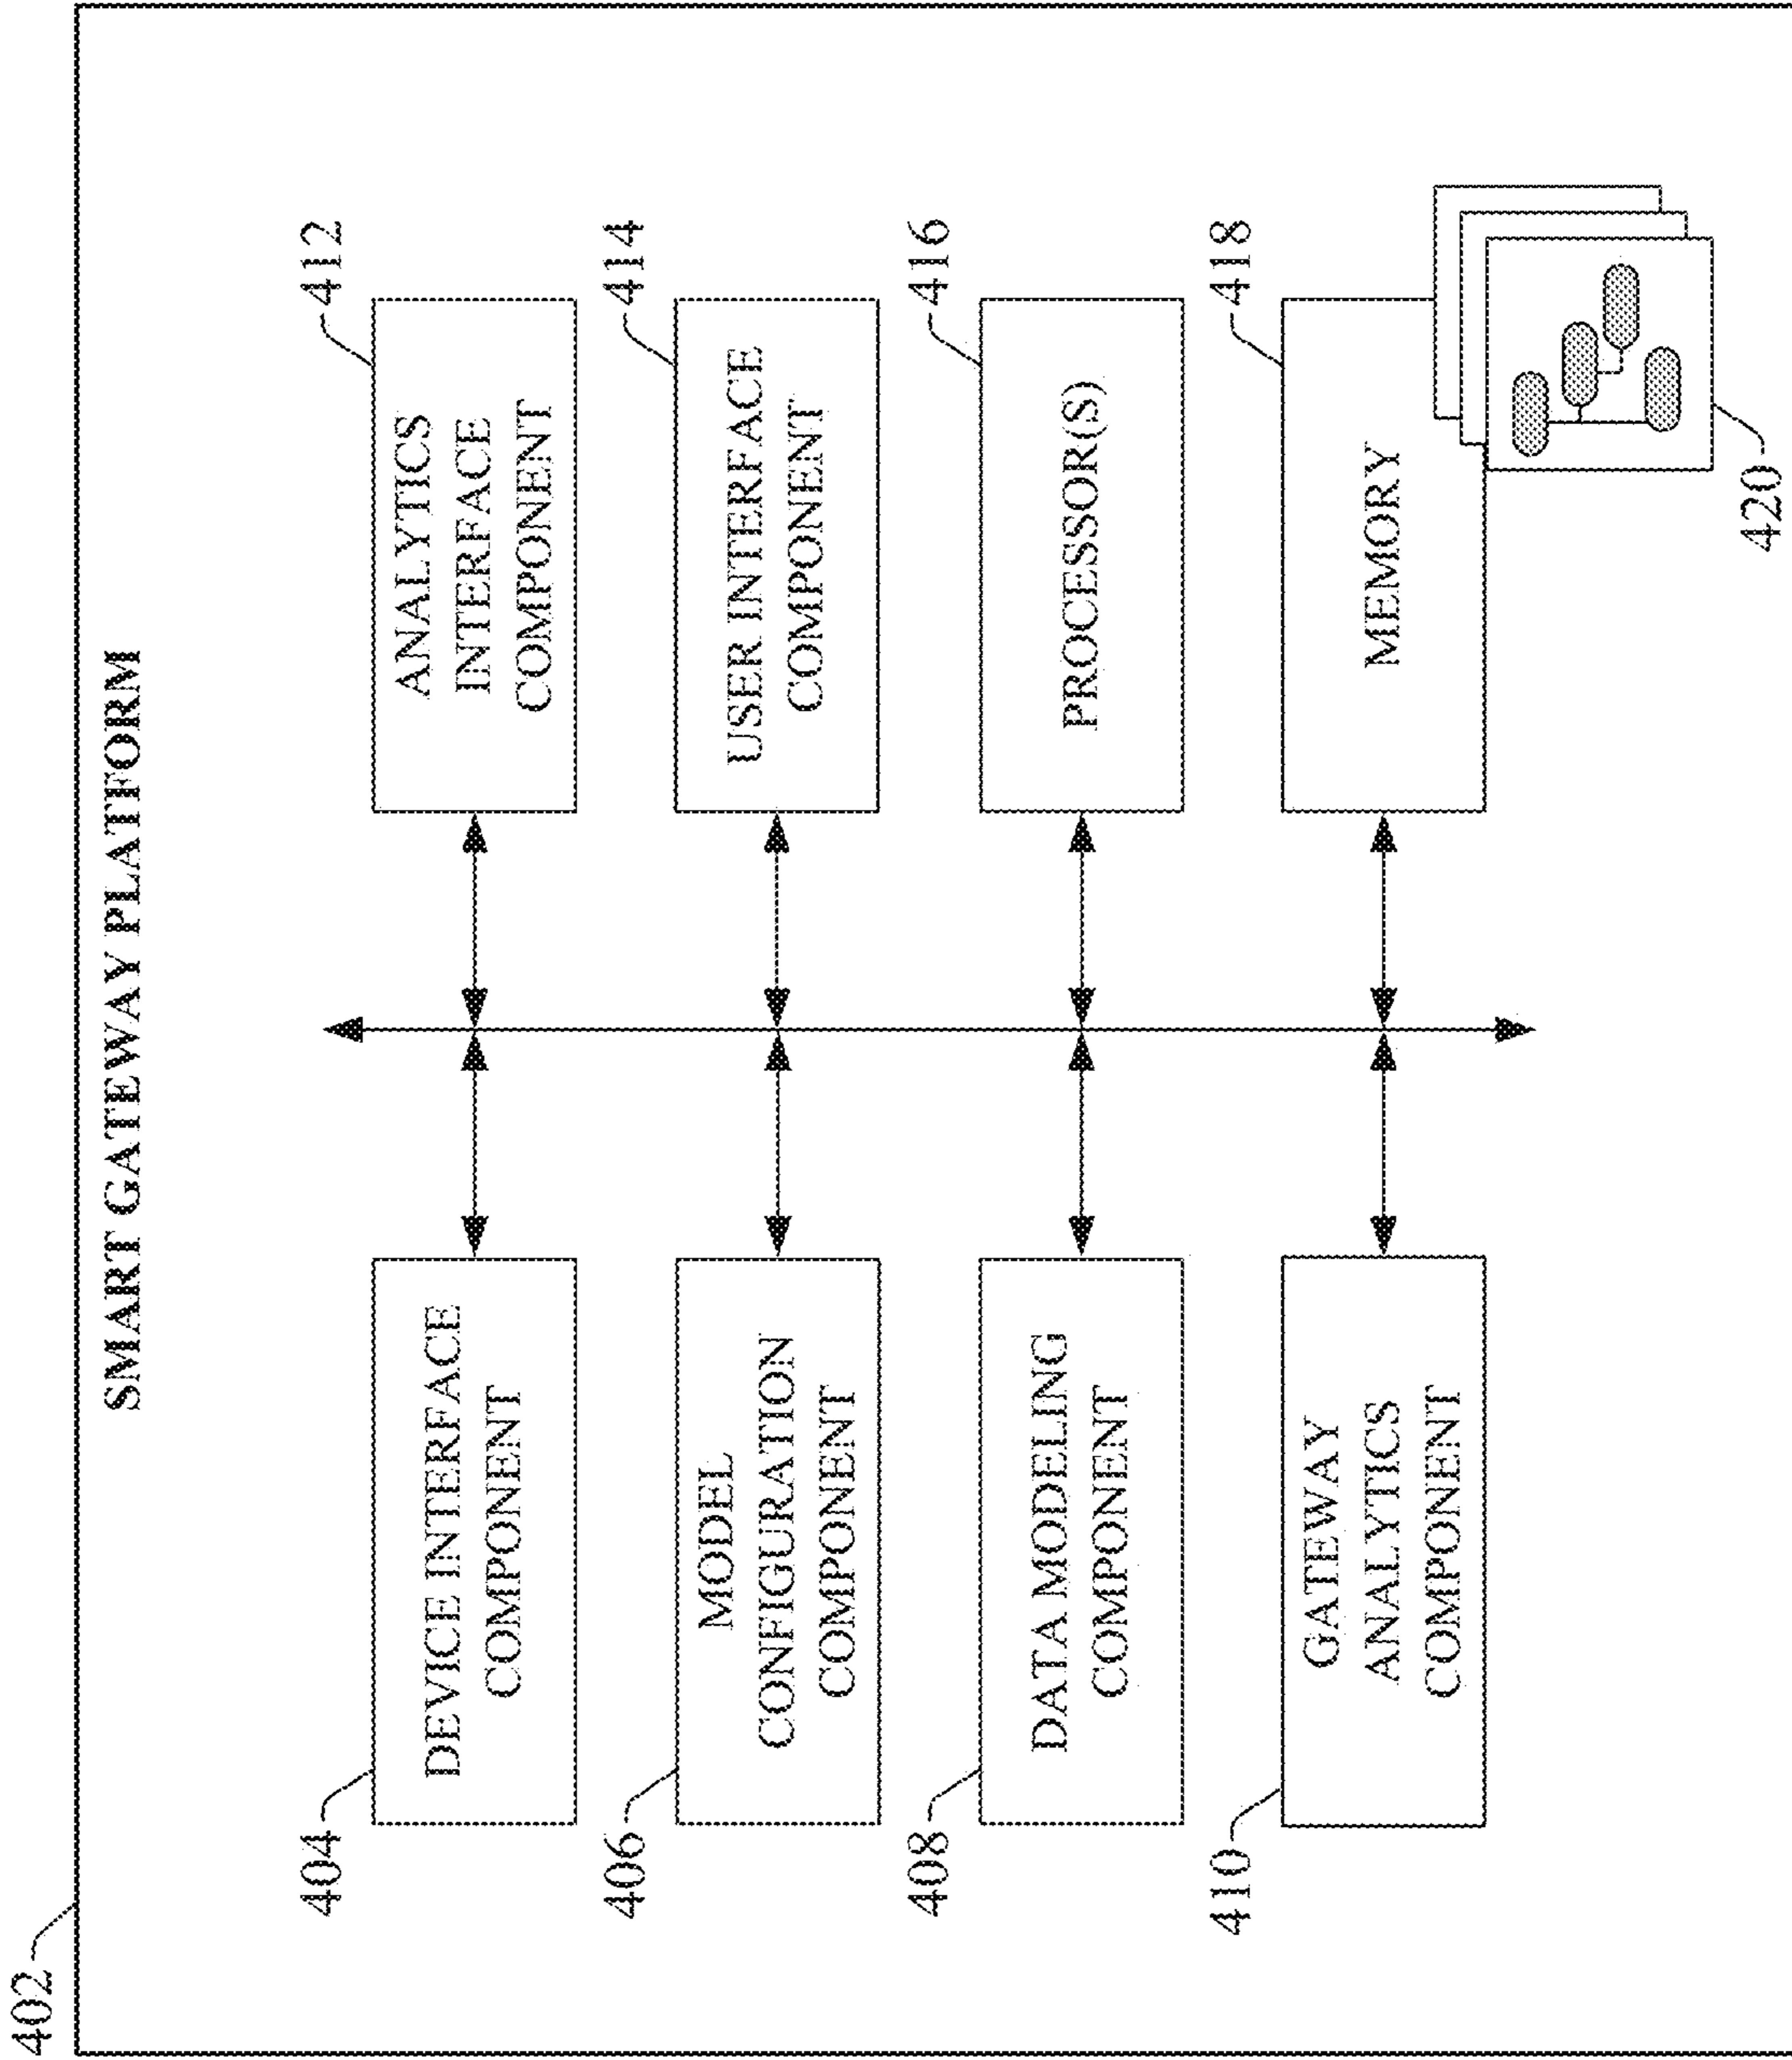 402
SMART GATEWAY PLATFORM
404
DEVICE INTERFACE
COMPONENT
412
ANALYTICS
INTERFACE
COMPONENT
406
MODEL
CONFIGURATION
COMPONENT
414
USER INTERFACE
COMPONENT
408
DATA MODELING
COMPONENT
416
PROCESSOR(S)
410
GATEWAY
ANALYTICS
COMPONENT
418
MEMORY
420